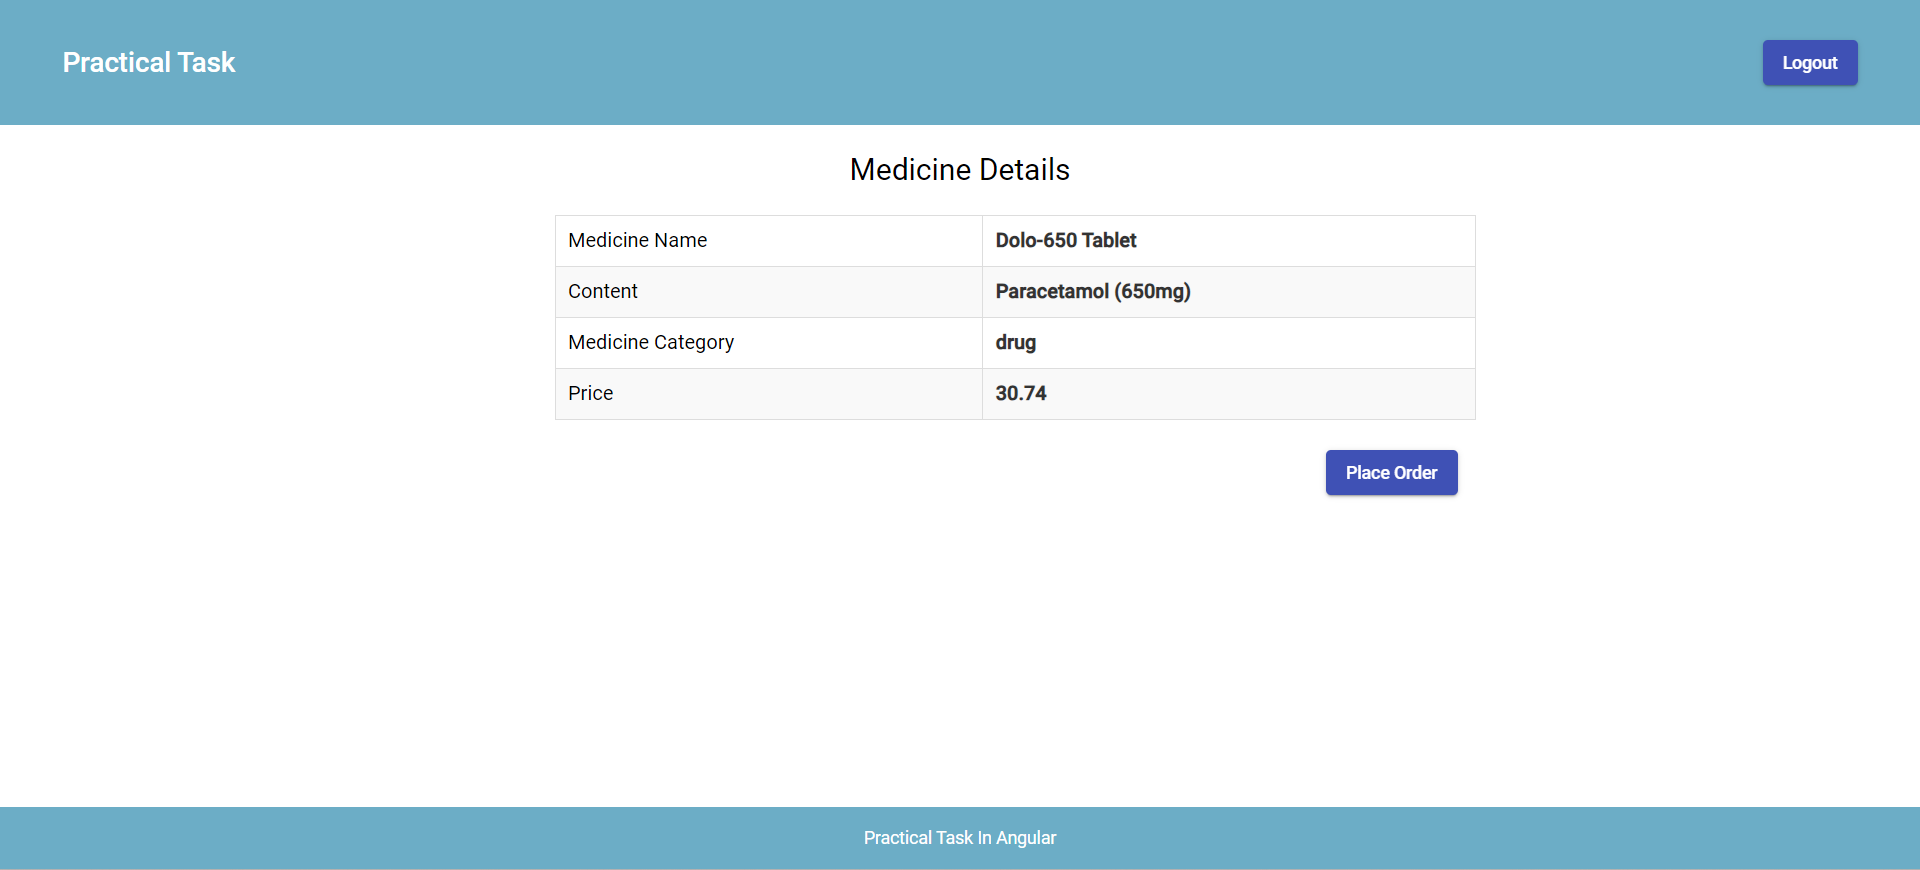 Practical Task
Logout
Medicine Details
Medicine Name Dolo-650 Tablet
Content Paracetamol (650mg)
Medicine Category drug
Price 30.74
Place Order
Practical Task In Angular